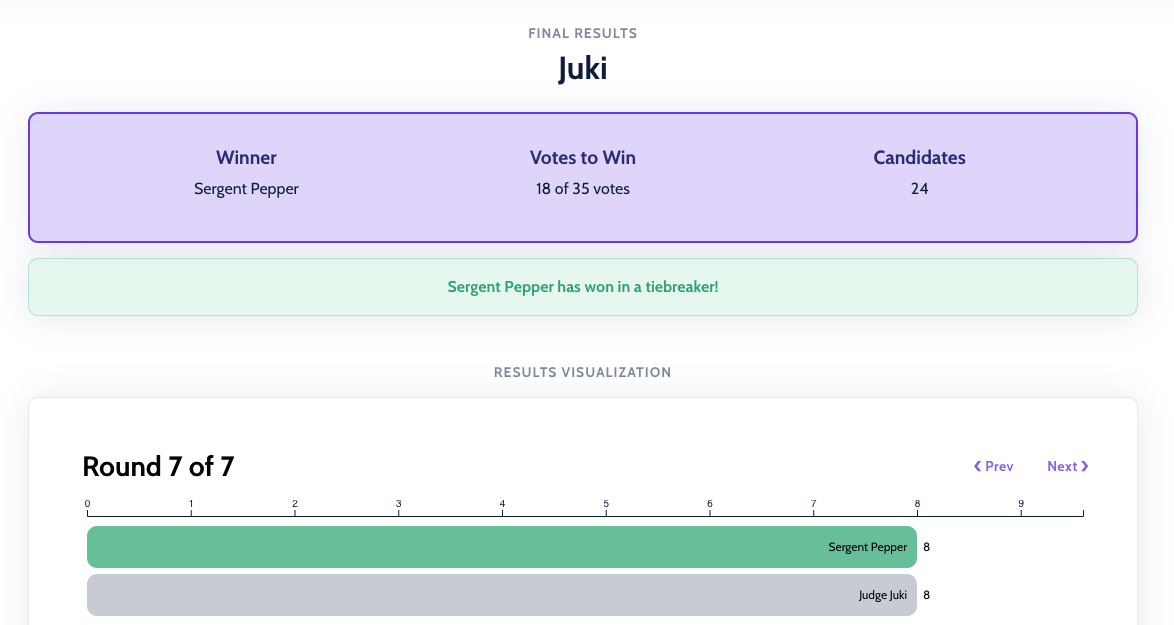 FINAL RESULTS
Juki
Winner
Votes to Win
Candidates
Sergent Pepper
18 of 35 votes
24
Sergent Pepper has won in a tiebreaker!
RESULTS VISUALIZATION
Round 7 of 7
❮ Prev
Next ❯
0 1 2 3 4 5 6 7 8 9
Sergent Pepper 8
Judge Juki 8